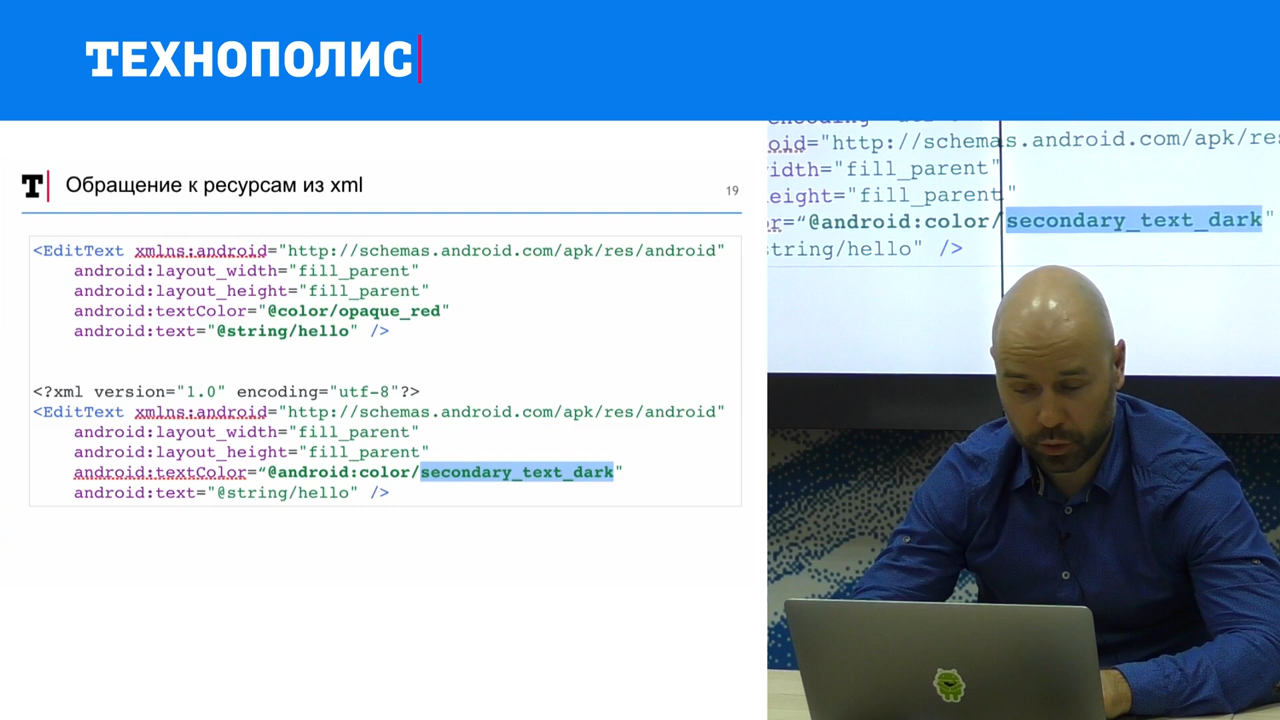 ТЕХНОПОЛИС
Т
Обращение к ресурсам из xml
19
<EditText xmlns:android="http://schemas.android.com/apk/res/android"
android:layout_width="fill_parent"
android:layout_height="fill_parent"
android:textColor="@color/opaque_red"
android:text="@string/hello" />
<?xml version="1.0" encoding="utf-8"?>
<EditText xmlns:android="http://schemas.android.com/apk/res/android"
android:layout_width="fill_parent"
android:layout_height="fill_parent"
android:textColor=“@android:color/secondary_text_dark"
android:text="@string/hello" />
oid="http://schemas.android.com/apk/res
idth="fill_parent"
eight="fill_parent"
r=“@android:color/secondary_text_dark"
string/hello" />